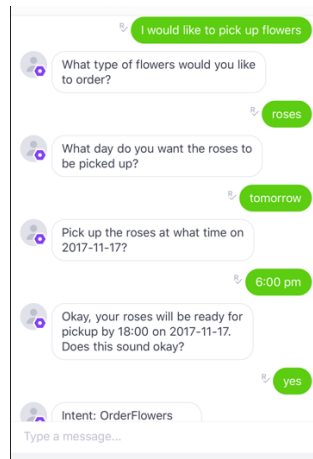 I would like to pick up flowers
What type of flowers would you like
to order?
roses
What day do you want the roses to
be picked up?
tomorrow
Pick up the roses at what time on
2017-11-17?
6:00 pm
Okay, your roses will be ready for
pickup by 18:00 on 2017-11-17.
Does this sound okay?
yes
Intent: OrderFlowers
Type a message...